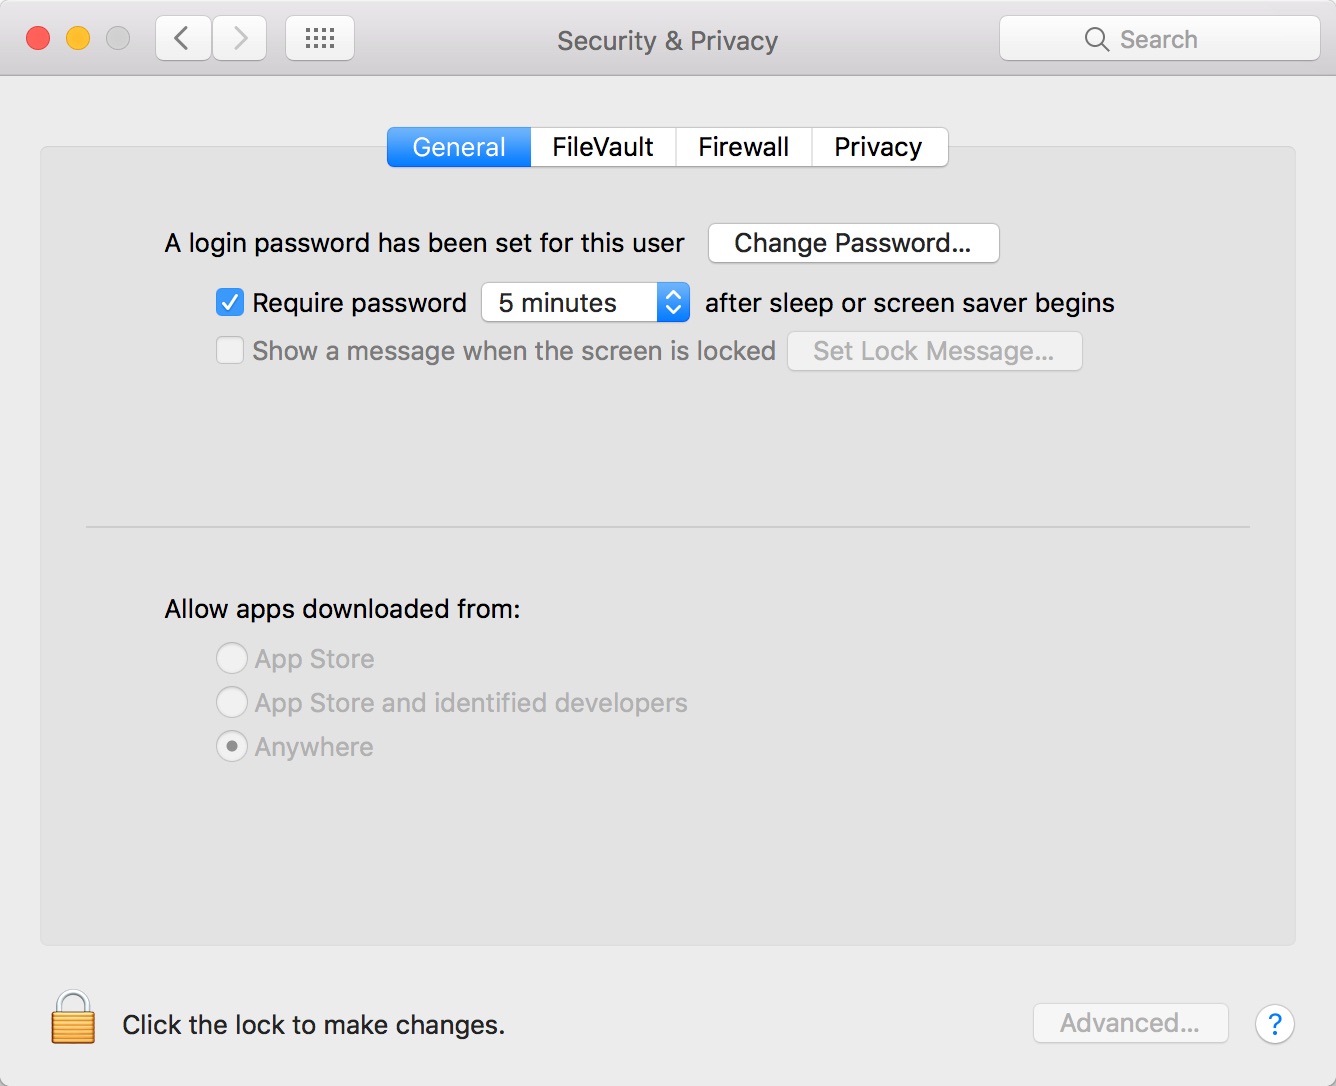 Security & Privacy
Search
General FileVault Firewall Privacy
A login password has been set for this user Change Password...
Require password 5 minutes after sleep or screen saver begins
Show a message when the screen is locked Set Lock Message...
Allow apps downloaded from:
App Store
App Store and identified developers
Anywhere
Click the lock to make changes.
Advanced...
?